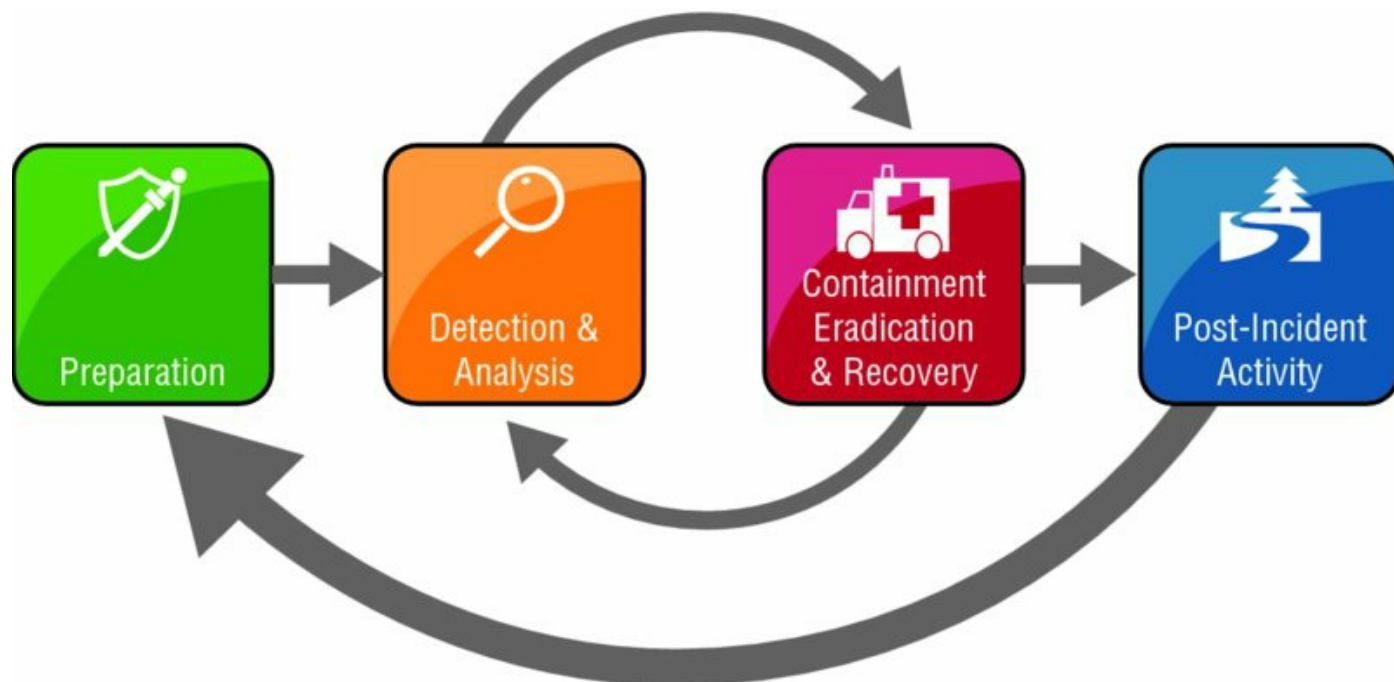 Preparation
Detection &
Analysis
Containment
Eradication
& Recovery
Post-Incident
Activity